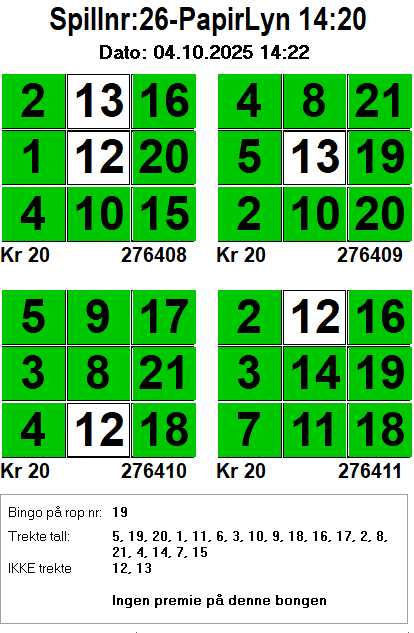 Spillnr:26-PapirLyn 14:20
Dato: 04.10.2025 14:22
2 13 16 4 8 21
1 12 20 5 13 19
4 10 15 2 10 20
Kr 20 276408 Kr 20 276409
5 9 17 2 12 16
3 8 21 3 14 19
4 12 18 7 11 18
Kr 20 276410 Kr 20 276411
Bingo på rop nr: 19
Trekte tall: 5, 19, 20, 1, 11, 6, 3, 10, 9, 18, 16, 17, 2, 8,
21, 4, 14, 7, 15
IKKE trekte 12, 13
Ingen premie på denne bongen